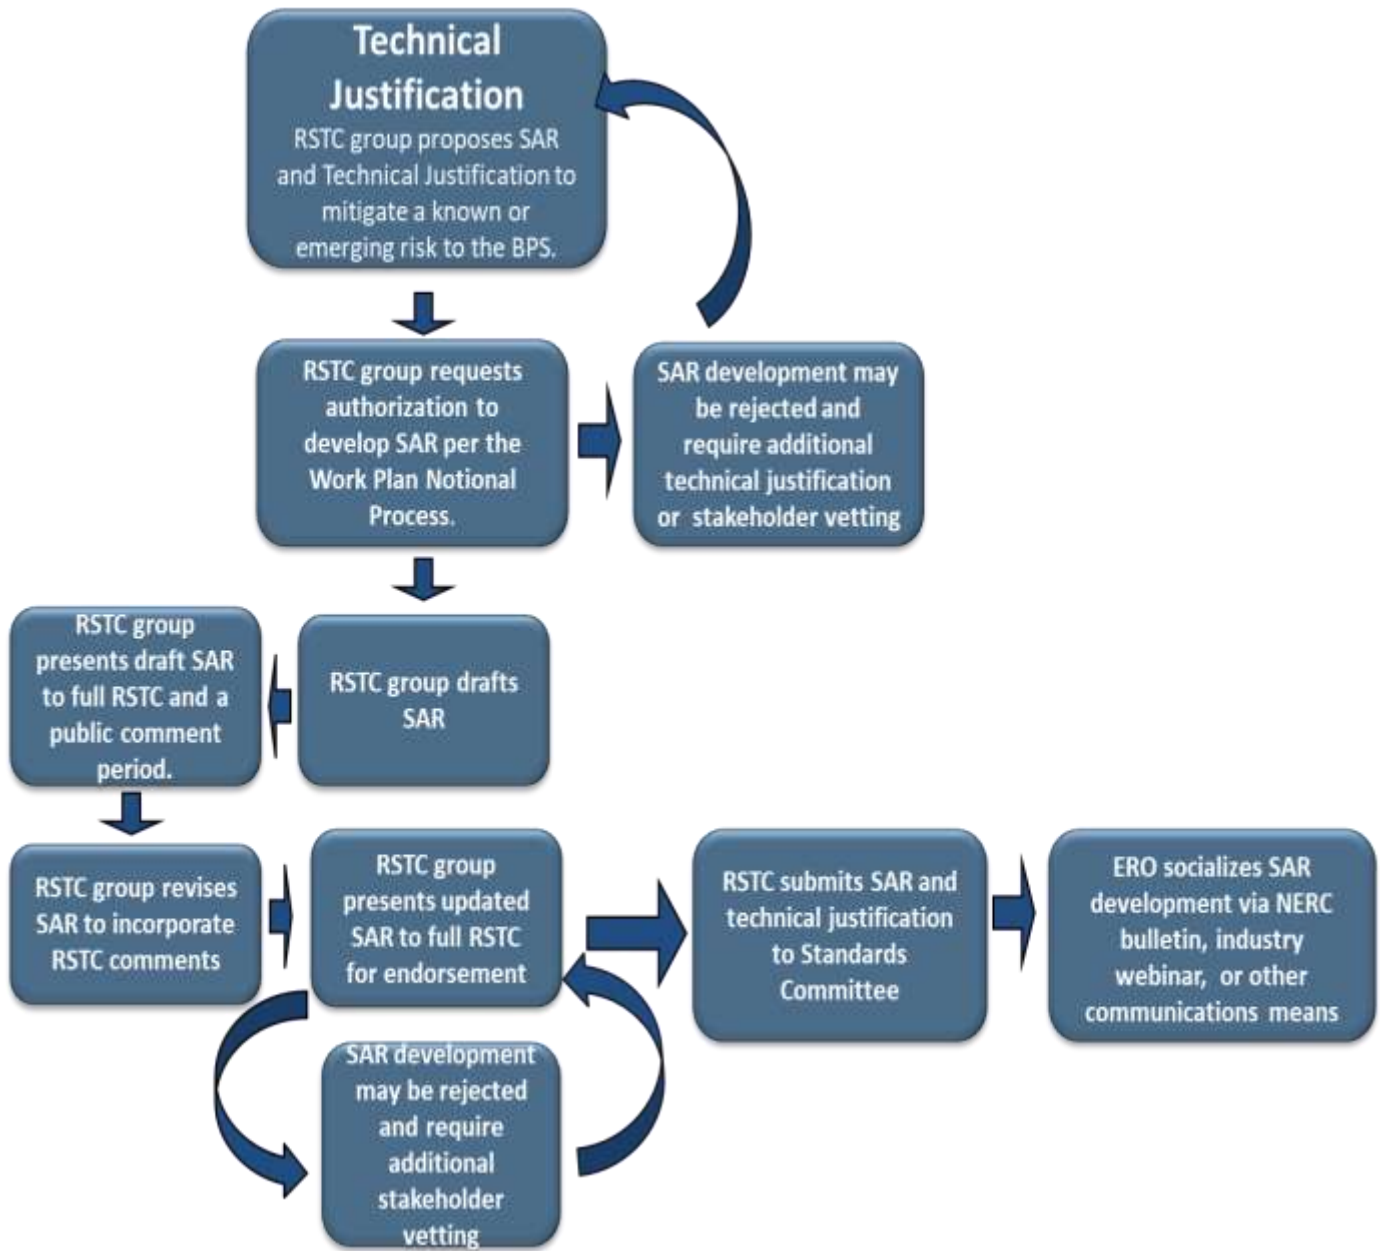 Technical
Justification
RSTC group proposes SAR
and Technical Justification to
mitigate a known or
emerging risk to the BPS.
RSTC group requests
authorization to
develop SAR per the
Work Plan Notional
Process.
SAR development may
be rejected and
require additional
technical justification
or stakeholder vetting
RSTC group drafts
SAR
RSTC group
presents draft SAR
to full RSTC and a
public comment
period.
RSTC group revises
SAR to incorporate
RSTC comments
RSTC group
presents updated
SAR to full RSTC
for endorsement
SAR development
may be rejected
and require
additional
stakeholder
vetting
RSTC submits SAR and
technical justification
to Standards
Committee
ERO socializes SAR
development via NERC
bulletin, industry
webinar, or other
communications means